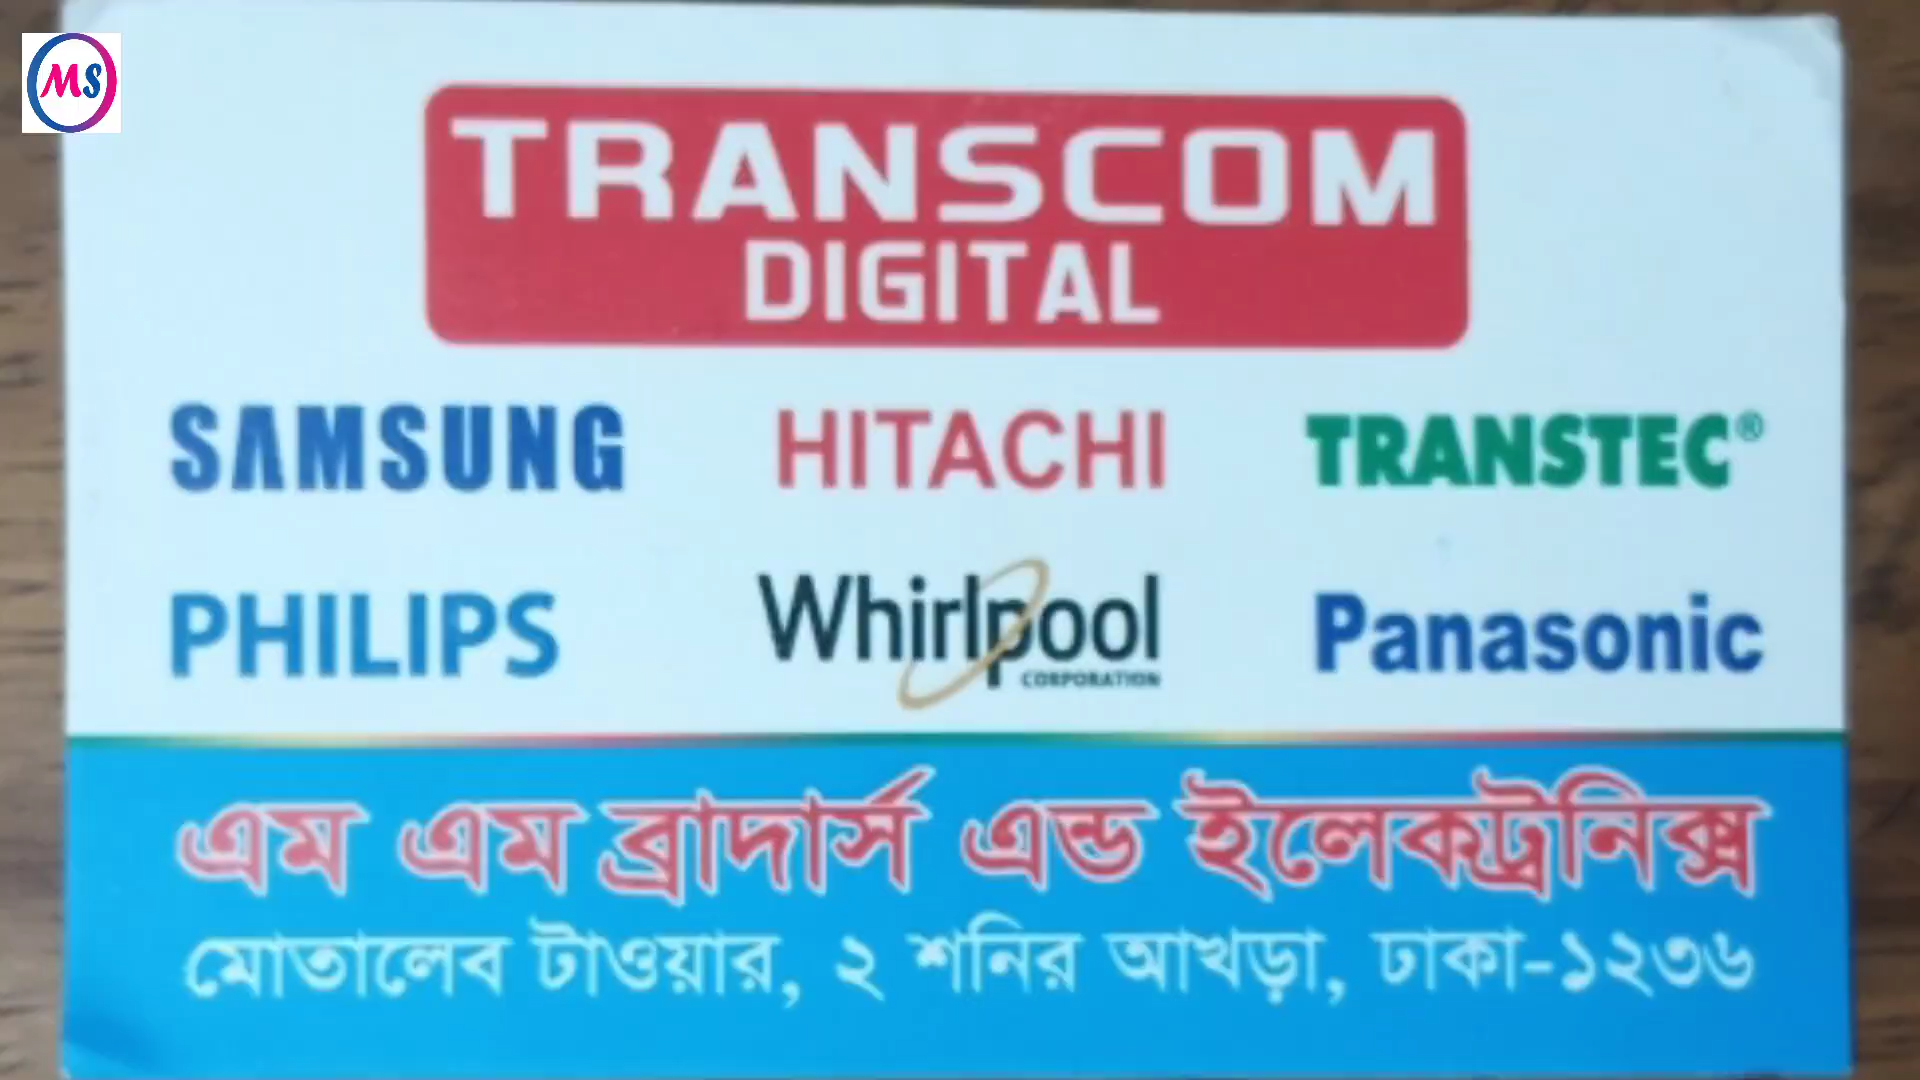 MS
TRANSCOM
DIGITAL
SAMSUNG HITACHI TRANSTEC®
PHILIPS Whirlpool Panasonic
CORPORATION
এম এম ব্রাদার্স এন্ড ইলেকট্রনিক্স
মোতালেব টাওয়ার, ২ শনির আখড়া, ঢাকা-১২৩৬